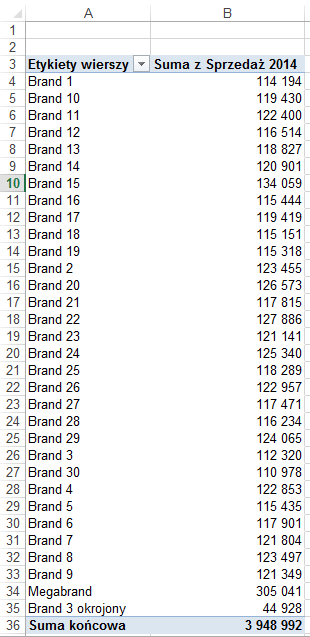 A B
1
2
3 Etykiety wierszy Suma z Sprzedaż 2014
4 Brand 1 114 194
5 Brand 10 119 430
6 Brand 11 122 400
7 Brand 12 116 514
8 Brand 13 118 827
9 Brand 14 120 901
10 Brand 15 134 059
11 Brand 16 115 444
12 Brand 17 119 419
13 Brand 18 115 151
14 Brand 19 115 318
15 Brand 2 123 455
16 Brand 20 126 573
17 Brand 21 117 815
18 Brand 22 127 886
19 Brand 23 121 141
20 Brand 24 125 340
21 Brand 25 118 289
22 Brand 26 122 957
23 Brand 27 117 471
24 Brand 28 116 234
25 Brand 29 124 065
26 Brand 3 112 320
27 Brand 30 110 978
28 Brand 4 122 853
29 Brand 5 115 435
30 Brand 6 117 901
31 Brand 7 121 804
32 Brand 8 123 497
33 Brand 9 121 349
34 Megabrand 305 041
35 Brand 3 okrojony 44 928
36 Suma końcowa 3 948 992